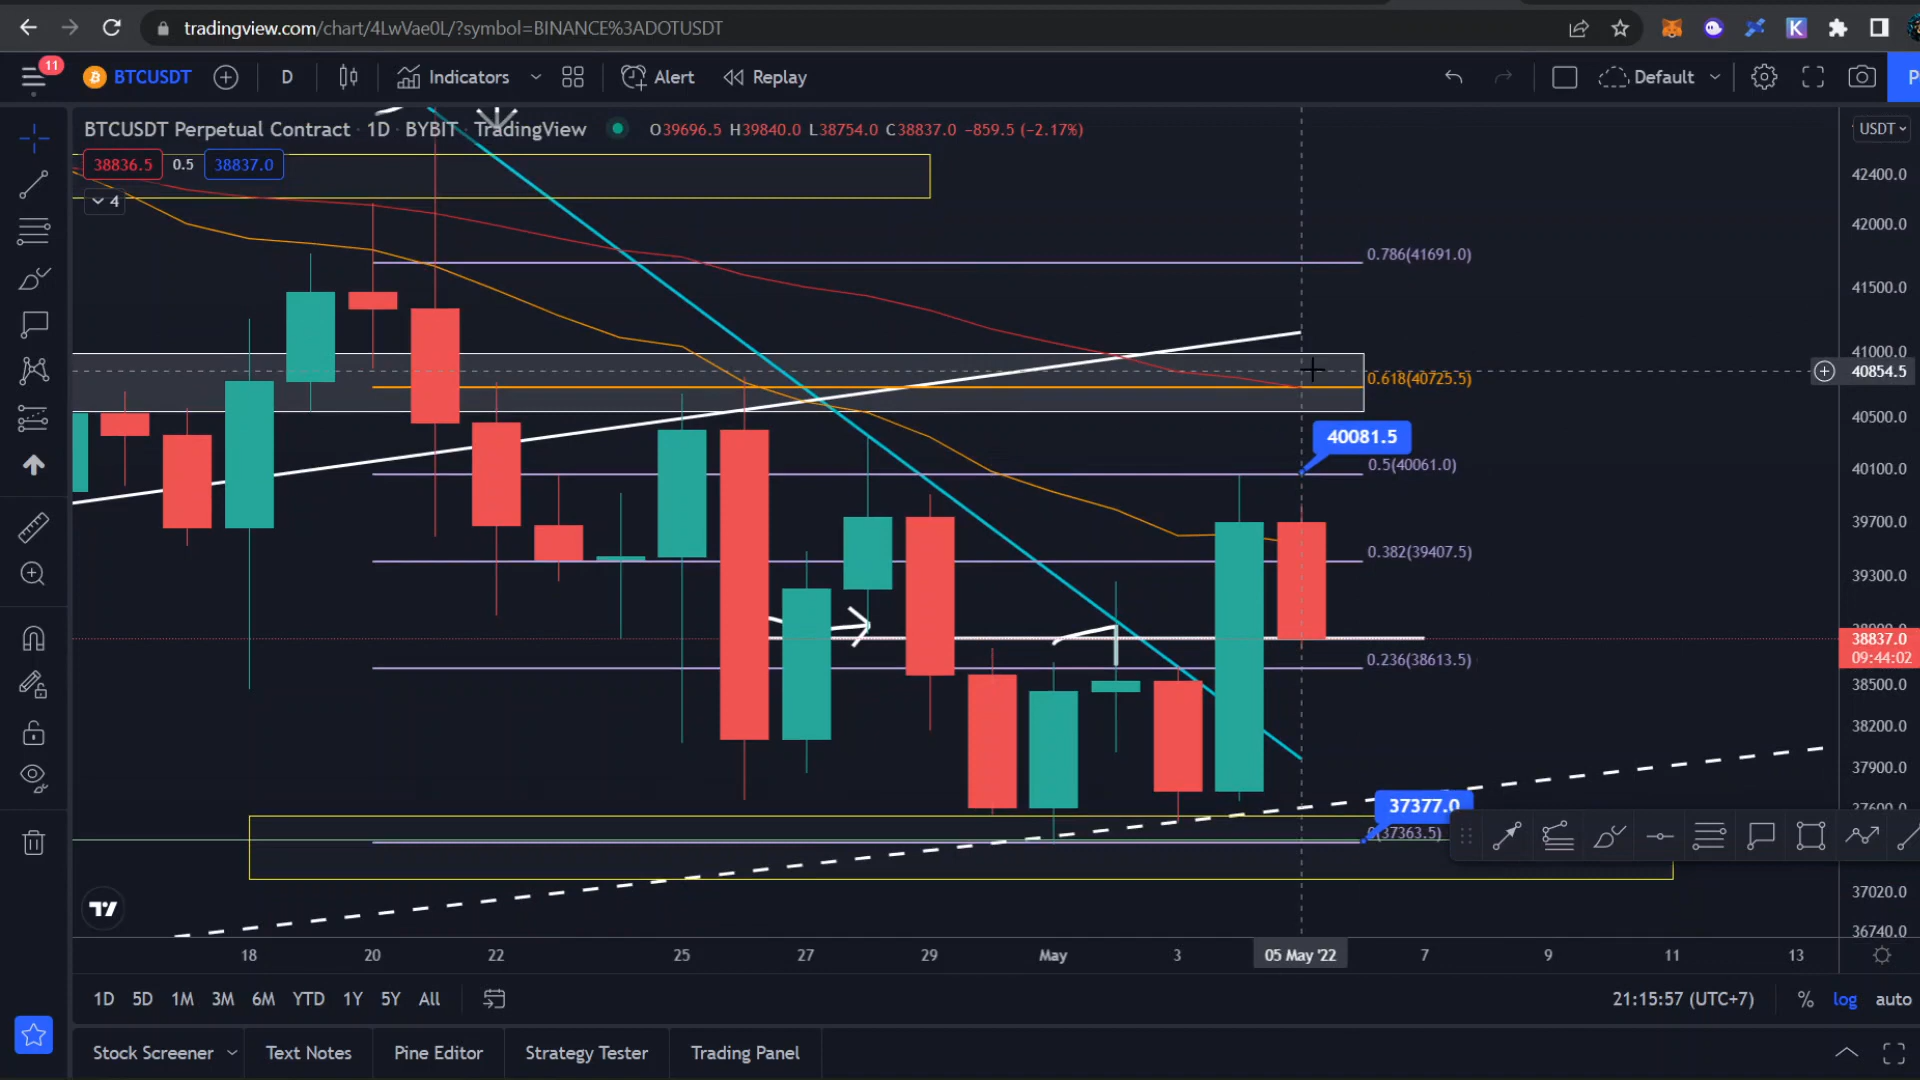 tradingview.com/chart/4LwVae0L/?symbol=BINANCE%3ADOTUSDT
11
BTCUSDT
D
Indicators
Alert
Replay
Default
BTCUSDT Perpetual Contract · 1D · BYBIT · TradingView
O39696.5 H39840.0 L38754.0 C38837.0 -859.5 (-2.17%)
USDT
38836.5
0.5
38837.0
4
42400.0
42000.0
0.786(41691.0)
41500.0
41000.0
40854.5
0.618(40725.5)
40500.0
40081.5
0.5(40061.0)
40100.0
39700.0
0.382(39407.5)
39300.0
38837.0
09:44:02
0.236(38613.5)
38500.0
38200.0
37900.0
37377.0
0(37363.5)
37020.0
36740.0
18
20
22
25
27
29
May
3
05 May '22
7
9
11
13
1D
5D
1M
3M
6M
YTD
1Y
5Y
All
21:15:57 (UTC+7)
%
log
auto
Stock Screener
Text Notes
Pine Editor
Strategy Tester
Trading Panel